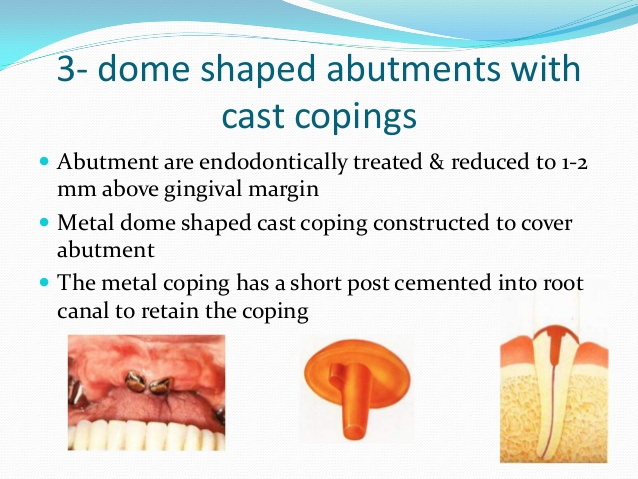 3- dome shaped abutments with
cast copings
• Abutment are endodontically treated & reduced to 1-2
mm above gingival margin
• Metal dome shaped cast coping constructed to cover
abutment
• The metal coping has a short post cemented into root
canal to retain the coping